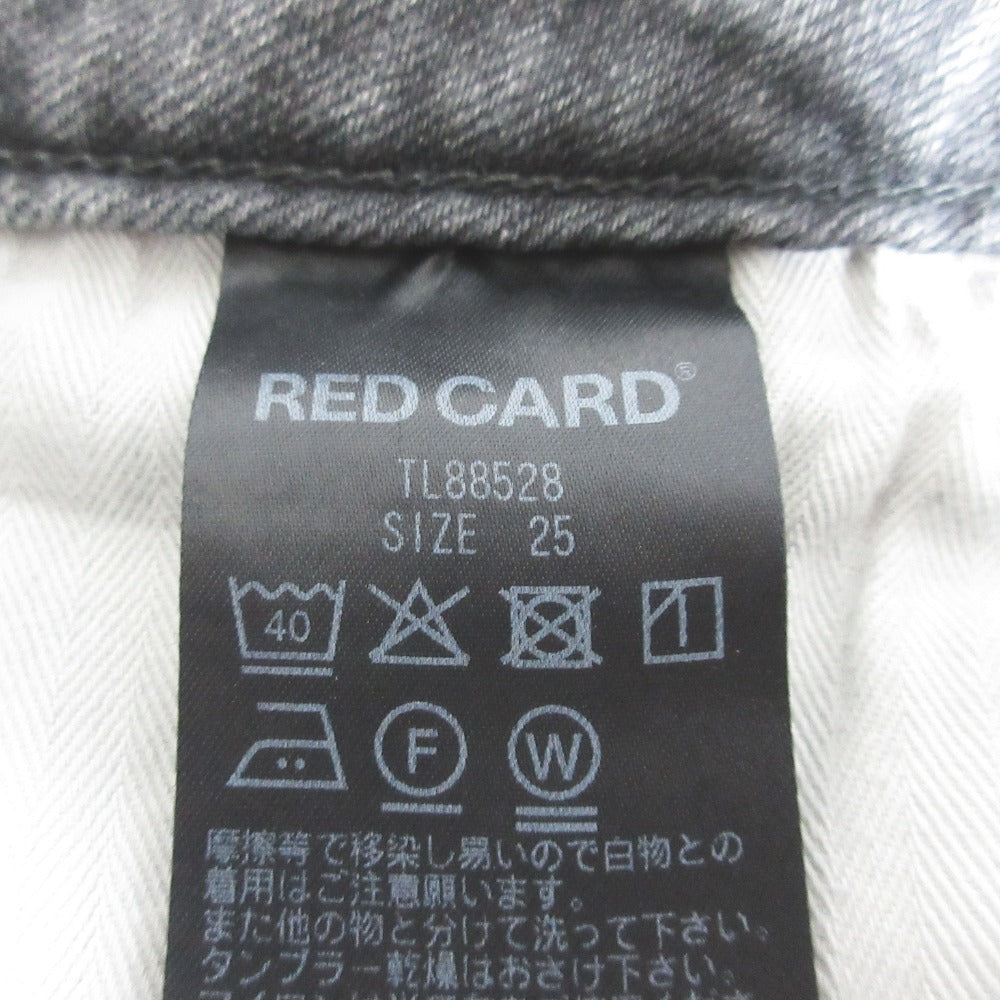 RED CARD®
TL88528
SIZE 25
40
F W
摩擦等で移染し易いので白物との
着用はご注意願います。
また他の物と分けて洗って下さい。
タンブラー乾燥はおさけ下さい。